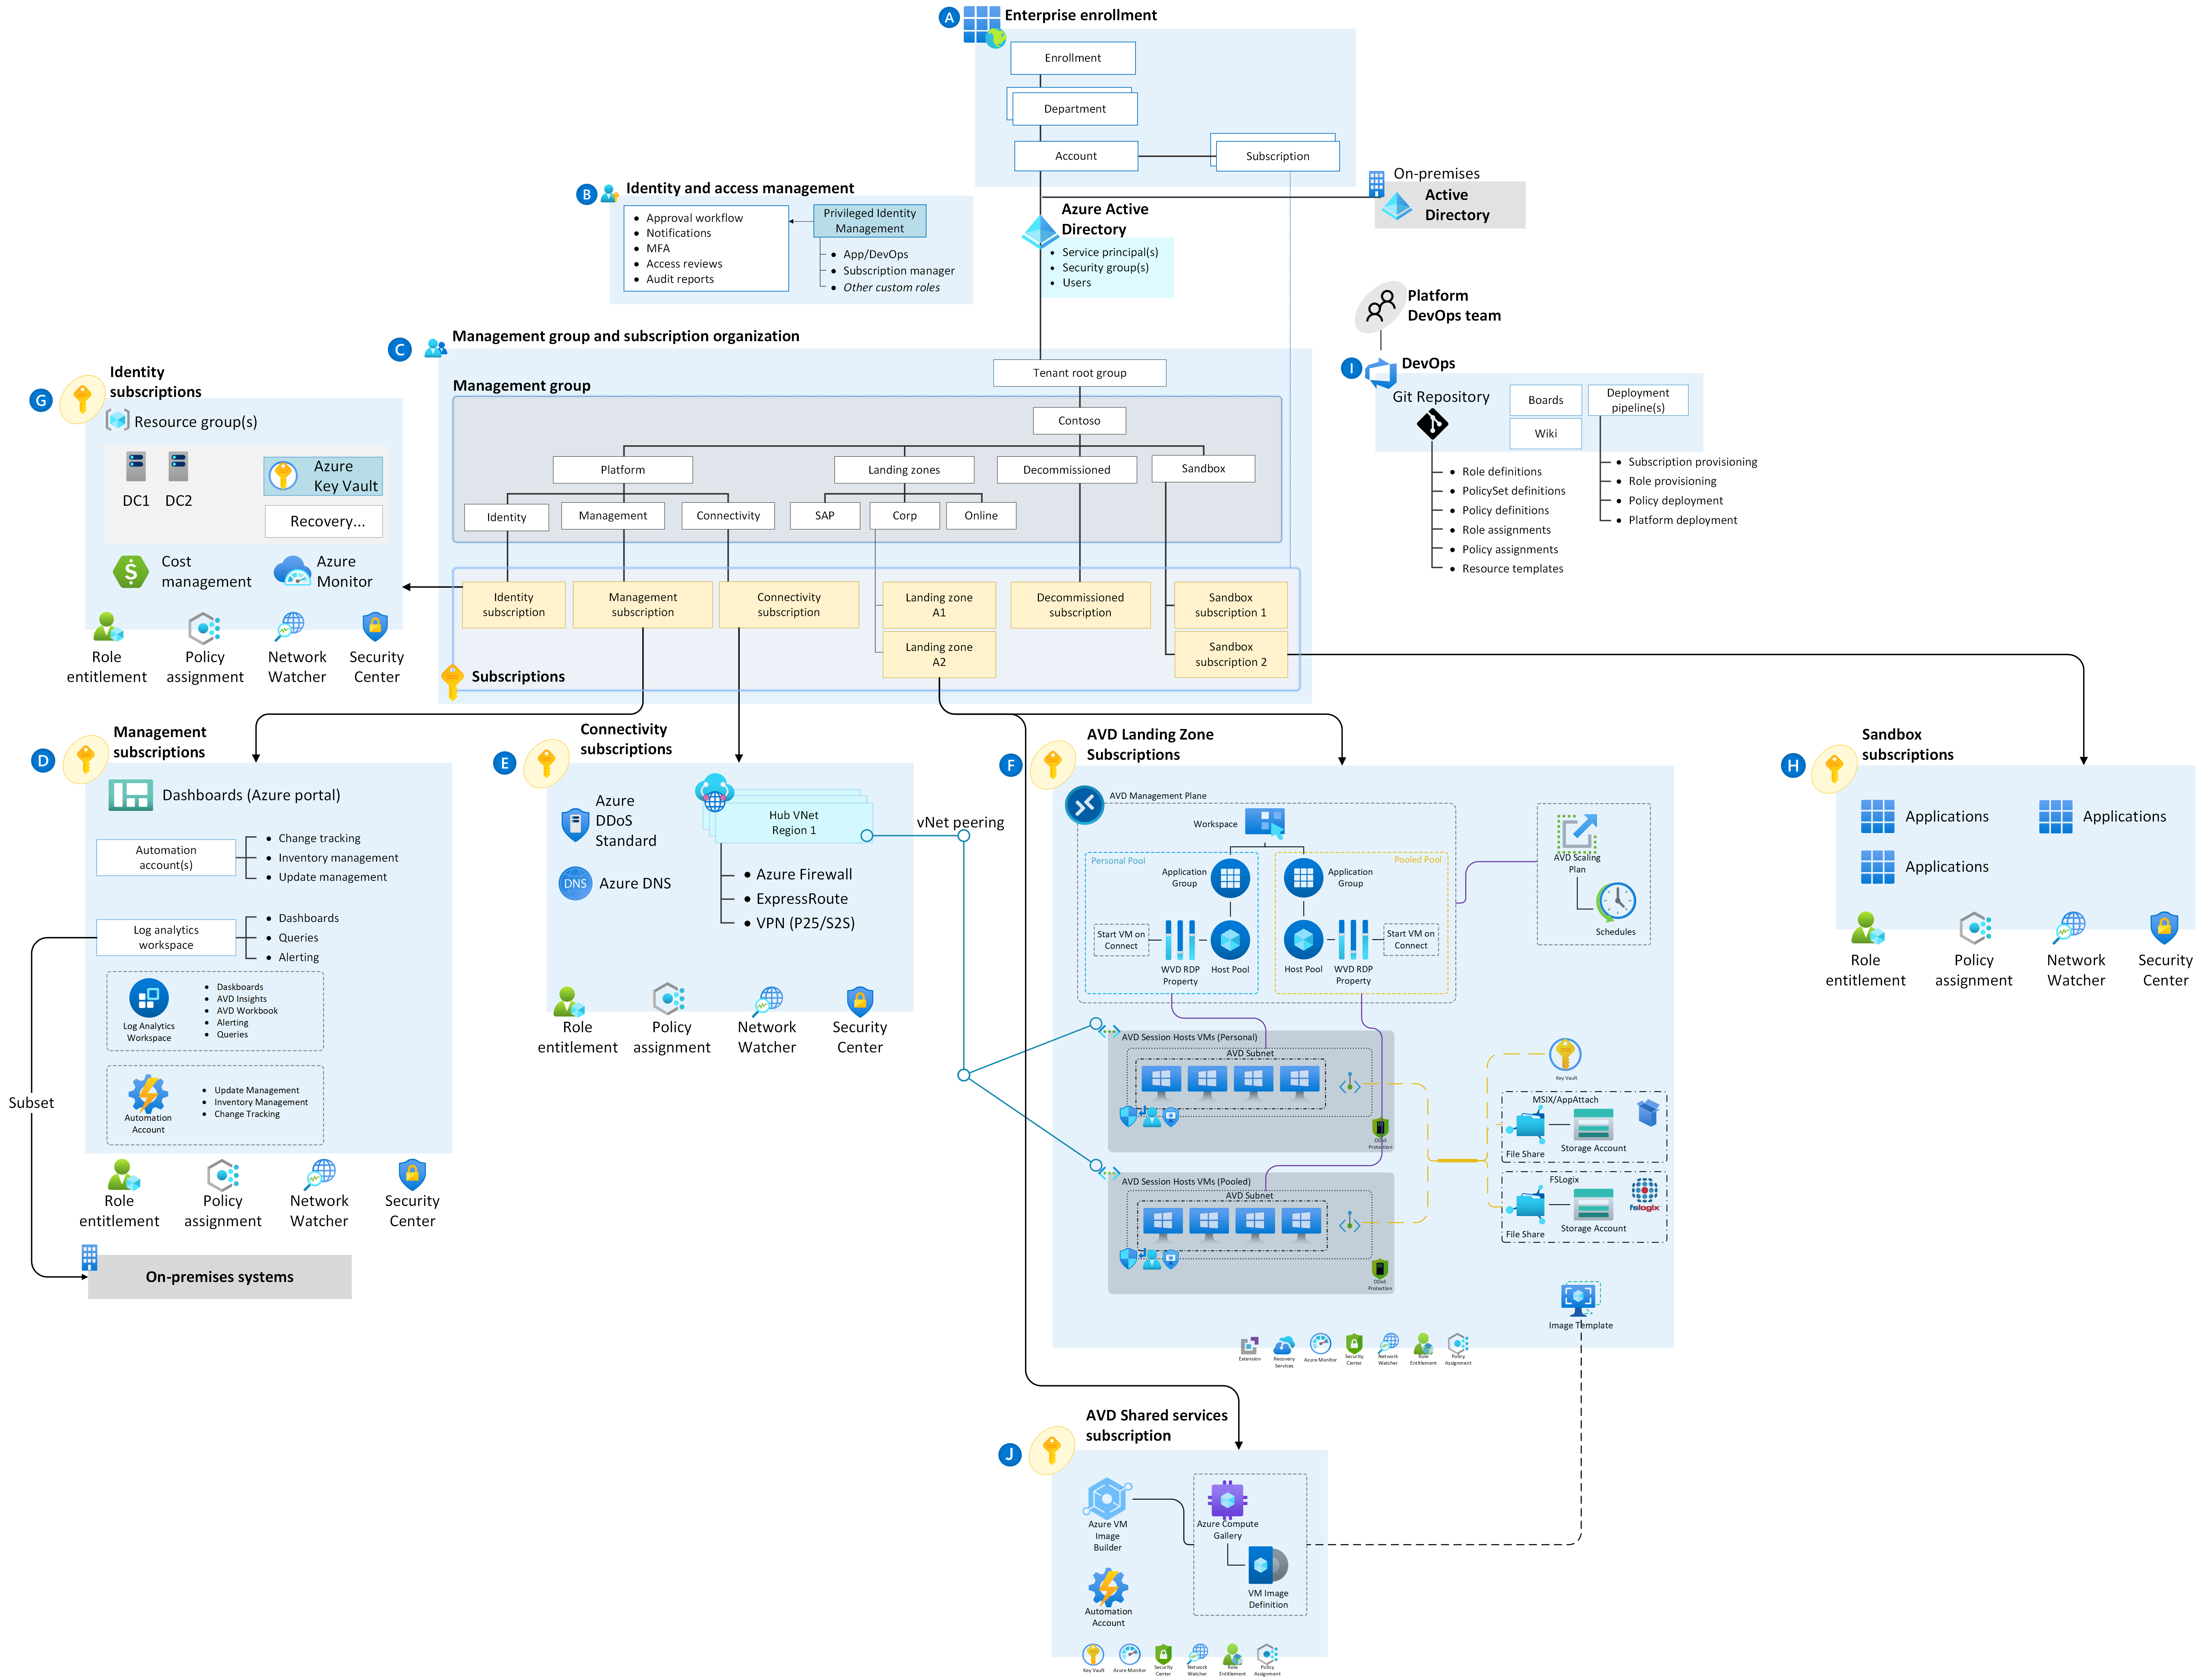 A
Enterprise enrollment
Enrollment
Department
Account
Subscription
On-premises
Active
Directory
B
Identity and access management
Approval workflow
Notifications
MFA
Access reviews
Audit reports
Privileged Identity
Management
App/DevOps
Subscription manager
Other custom roles
Azure Active
Directory
Service principal(s)
Security group(s)
Users
Platform
DevOps team
I
DevOps
Git Repository
Boards
Wiki
Deployment
pipeline(s)
Role definitions
PolicySet definitions
Policy definitions
Role assignments
Policy assignments
Resource templates
Subscription provisioning
Role provisioning
Policy deployment
Platform deployment
C
Management group and subscription organization
Management group
Tenant root group
Contoso
Platform
Landing zones
Decommissioned
Sandbox
Identity
Management
Connectivity
SAP
Corp
Online
Identity
subscription
Management
subscription
Connectivity
subscription
Landing zone
A1
Landing zone
A2
Decommissioned
subscription
Sandbox
subscription 1
Sandbox
subscription 2
Subscriptions
G
Identity
subscriptions
Resource group(s)
DC1
DC2
Azure
Key Vault
Recovery...
Cost
management
Azure
Monitor
Role
entitlement
Policy
assignment
Network
Watcher
Security
Center
D
Management
subscriptions
Dashboards (Azure portal)
Automation
account(s)
Change tracking
Inventory management
Update management
Log analytics
workspace
Dashboards
Queries
Alerting
Log Analytics
Workspace
Daskboards
AVD Insights
AVD Workbook
Alerting
Queries
Automation
Account
Update Management
Inventory Management
Change Tracking
Role
entitlement
Policy
assignment
Network
Watcher
Security
Center
Subset
On-premises systems
E
Connectivity
subscriptions
Azure
DDoS
Standard
Azure DNS
DNS
Hub VNet
Region 1
vNet peering
Azure Firewall
ExpressRoute
VPN (P25/S2S)
Role
entitlement
Policy
assignment
Network
Watcher
Security
Center
F
AVD Landing Zone
Subscriptions
AVD Management Plane
Workspace
Personal Pool
Pooled Pool
Application
Group
Application
Group
Start VM on
Connect
WVD RDP
Property
Host Pool
Host Pool
WVD RDP
Property
Start VM on
Connect
AVD Scaling
Plan
Schedules
AVD Session Hosts VMs (Personal)
AVD Subnet
DDoS
Protection
AVD Session Hosts VMs (Pooled)
AVD Subnet
DDoS
Protection
Key Vault
MSIX/AppAttach
File Share
Storage Account
FSLogix
File Share
Storage Account
fslogix
Image Template
Extension
Recovery
Services
Azure Monitor
Security
Center
Network
Watcher
Role
Entitlement
Policy
Assignment
H
Sandbox
subscriptions
Applications
Applications
Applications
Role
entitlement
Policy
assignment
Network
Watcher
Security
Center
J
AVD Shared services
subscription
Azure VM
Image
Builder
Azure Compute
Gallery
VM Image
Definition
Automation
Account
Key Vault
Azure Monitor
Security
Center
Network
Watcher
Role
Entitlement
Policy
Assignment